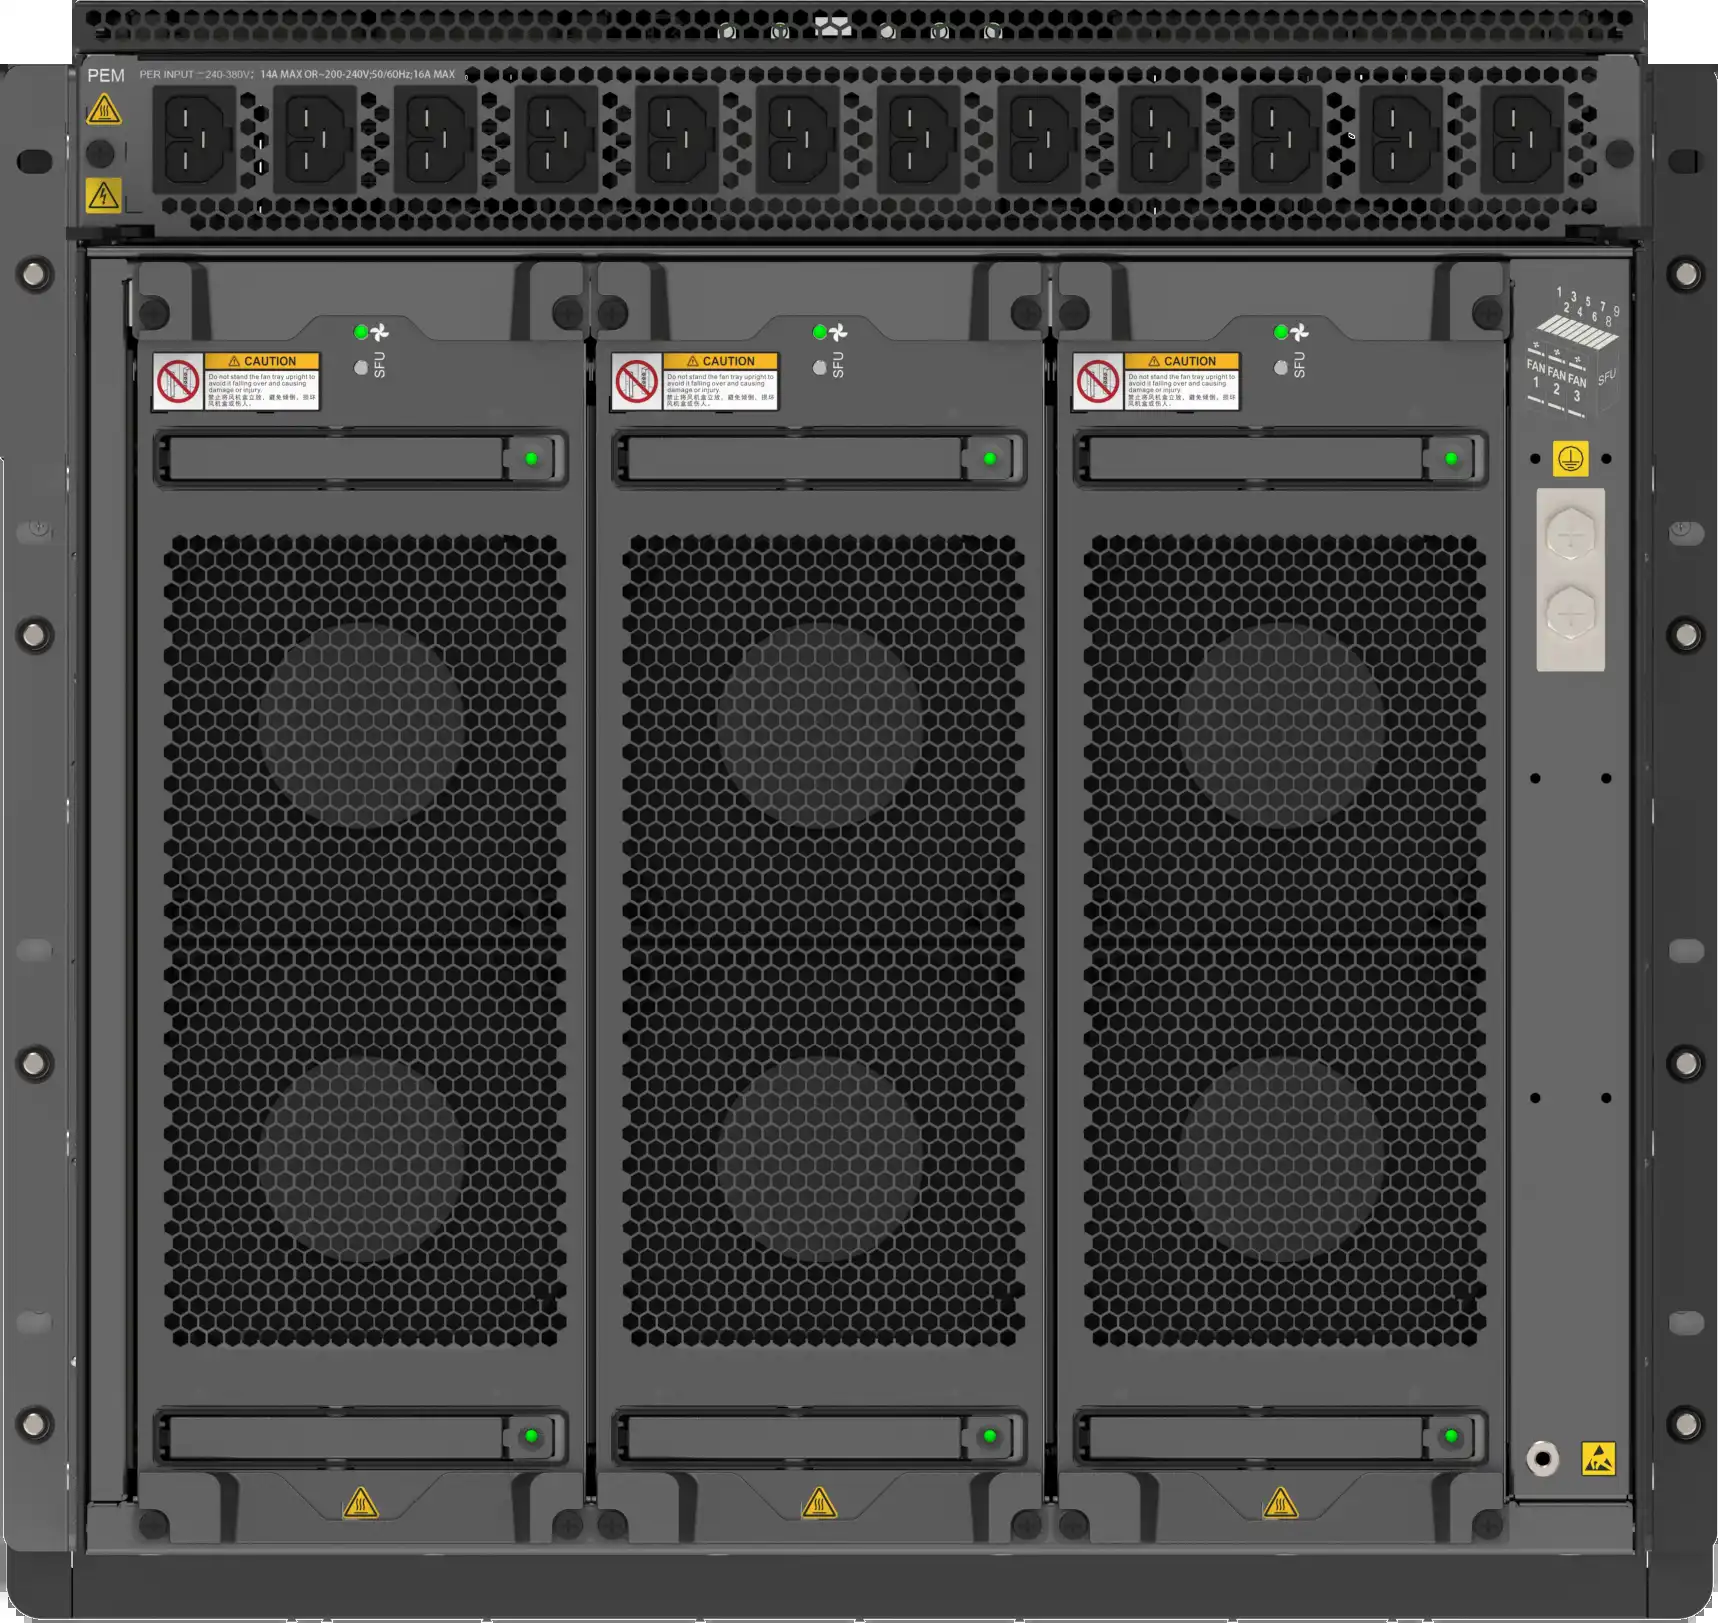 PEM
PER INPUT ⎓240-380V; 14A MAX OR~200-240V;50/60Hz;16A MAX
SFU
CAUTION
Do not stand the fan tray upright to
avoid it falling over and causing
damage or injury.
禁止将风机盒立放，避免倾倒，损坏
风机盒或伤人。
SFU
CAUTION
Do not stand the fan tray upright to
avoid it falling over and causing
damage or injury.
禁止将风机盒立放，避免倾倒，损坏
风机盒或伤人。
SFU
CAUTION
Do not stand the fan tray upright to
avoid it falling over and causing
damage or injury.
禁止将风机盒立放，避免倾倒，损坏
风机盒或伤人。
1 3 5 7 9
2 4 6 8
FAN FAN FAN
1 2 3
SFU